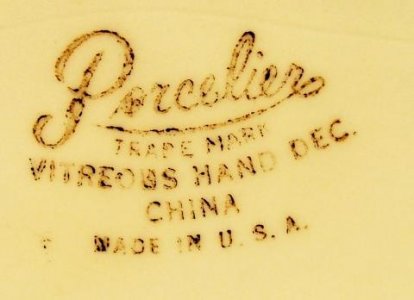 Porcelier
TRADE MARK
VITREOUS HAND DEC.
CHINA
MADE IN U.S.A.